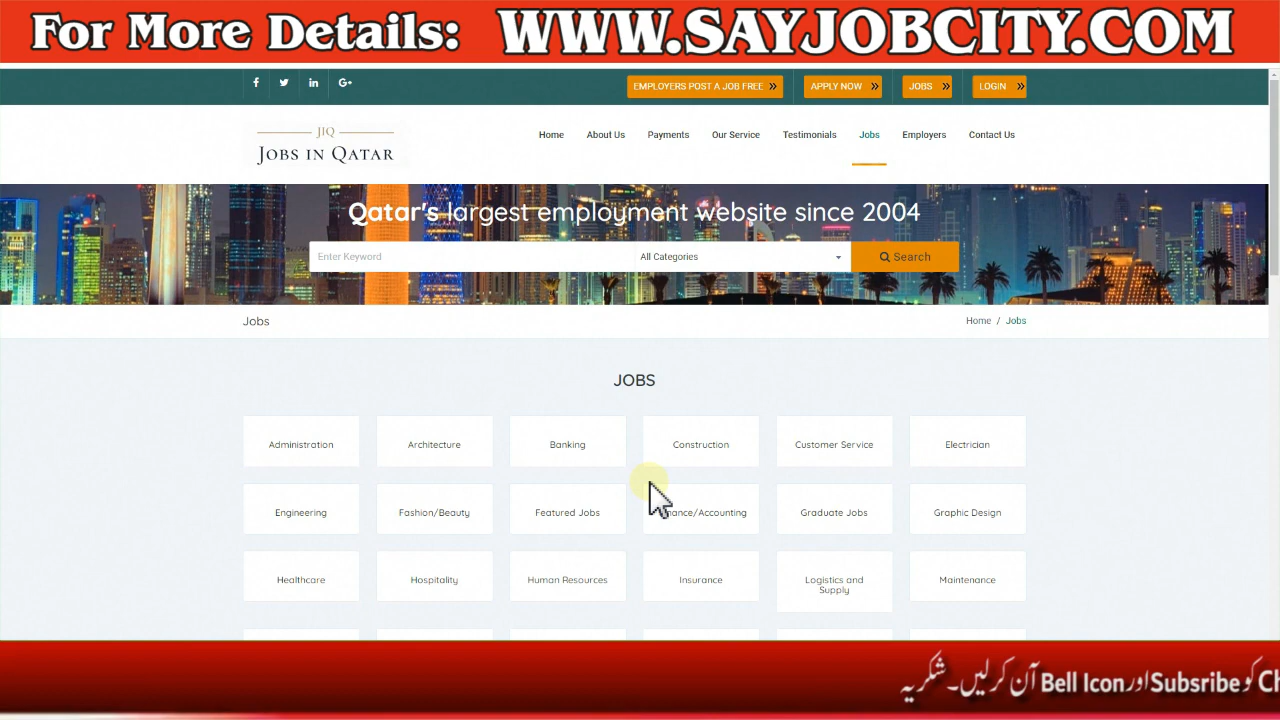 For More Details: WWW.SAYJOBCITY.COM
EMPLOYERS POST A JOB FREE » APPLY NOW » JOBS » LOGIN »
JIQ
JOBS IN QATAR
Home About Us Payments Our Service Testimonials Jobs Employers Contact Us
Qatar's largest employment website since 2004
Enter Keyword All Categories Search
Jobs Home / Jobs
JOBS
Administration Architecture Banking Construction Customer Service Electrician
Engineering Fashion/Beauty Featured Jobs nance/Accounting Graduate Jobs Graphic Design
Healthcare Hospitality Human Resources Insurance Logistics and Supply Maintenance
کو Subsribe اور Bell Icon آن کرلیں۔ شکریہ